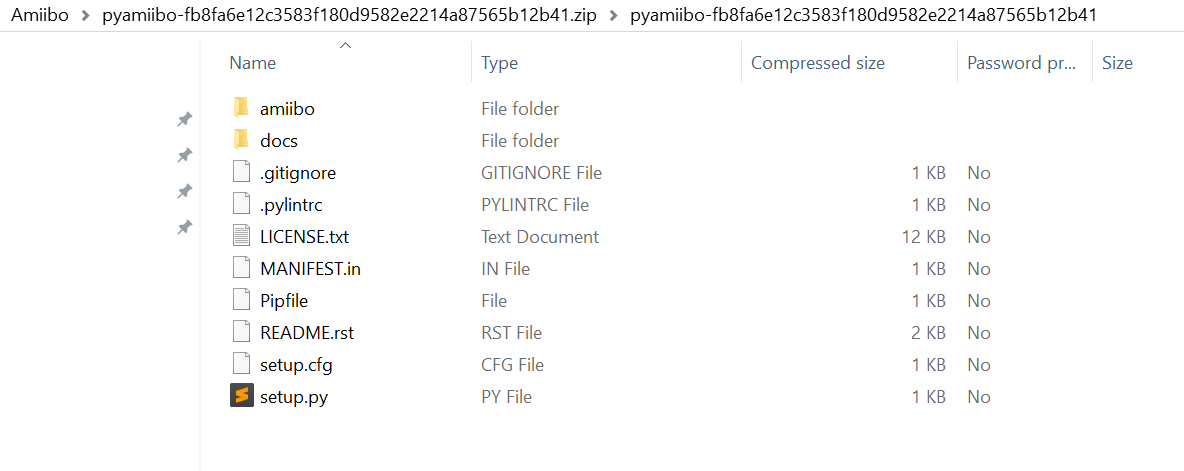 Amiibo > pyamiibo-fb8fa6e12c3583f180d9582e2214a87565b12b41.zip > pyamiibo-fb8fa6e12c3583f180d9582e2214a87565b12b41
Name Type Compressed size Password pr... Size
amiibo File folder
docs File folder
.gitignore GITIGNORE File 1 KB No
.pylintrc PYLINTRC File 1 KB No
LICENSE.txt Text Document 12 KB No
MANIFEST.in IN File 1 KB No
Pipfile File 1 KB No
README.rst RST File 2 KB No
setup.cfg CFG File 1 KB No
setup.py PY File 1 KB No